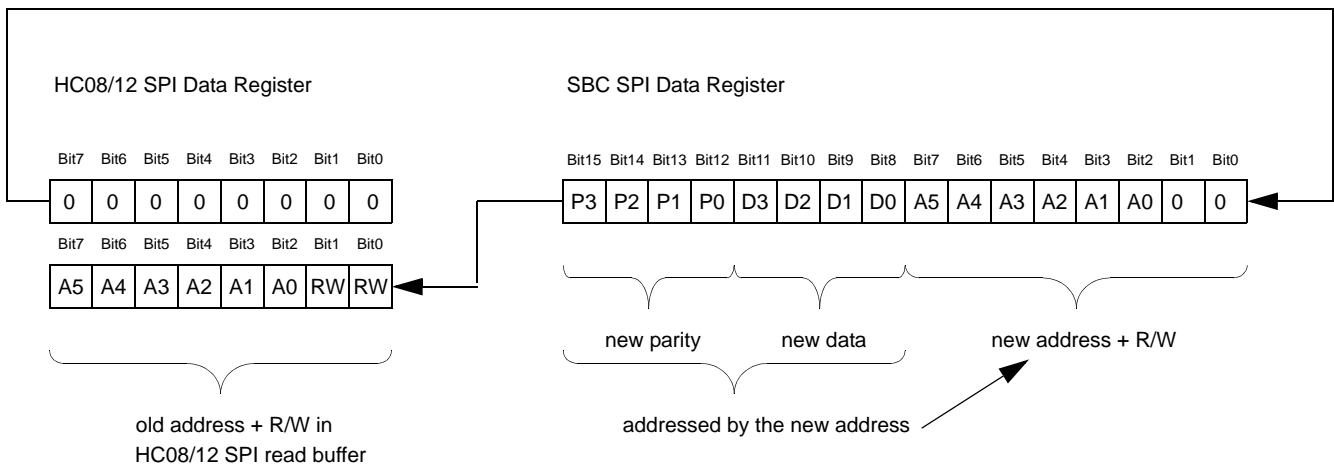 HC08/12 SPI Data Register
SBC SPI Data Register
Bit7 Bit6 Bit5 Bit4 Bit3 Bit2 Bit1 Bit0
Bit15 Bit14 Bit13 Bit12 Bit11 Bit10 Bit9 Bit8 Bit7 Bit6 Bit5 Bit4 Bit3 Bit2 Bit1 Bit0
0 0 0 0 0 0 0 0
P3 P2 P1 P0 D3 D2 D1 D0 A5 A4 A3 A2 A1 A0 0 0
Bit7 Bit6 Bit5 Bit4 Bit3 Bit2 Bit1 Bit0
A5 A4 A3 A2 A1 A0 RW RW
new parity
new data
new address + R/W
old address + R/W in
HC08/12 SPI read buffer
addressed by the new address